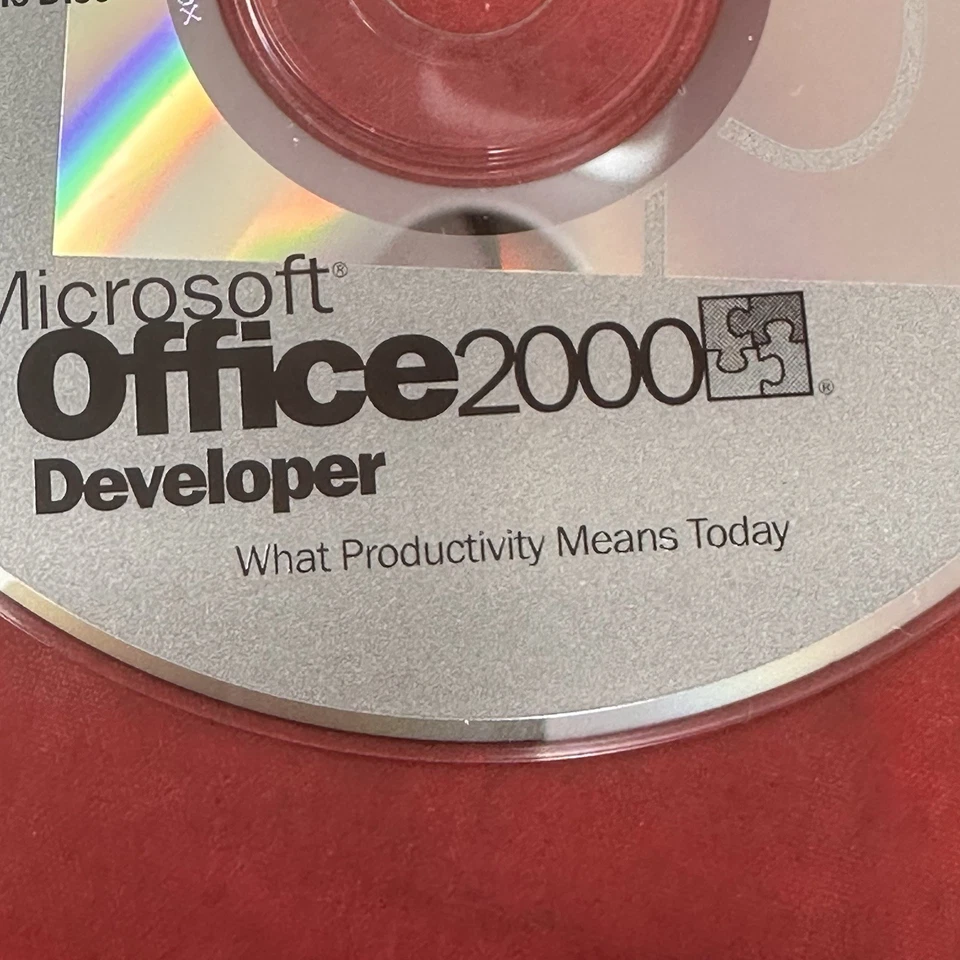 Microsoft®
Office2000®
Developer
What Productivity Means Today